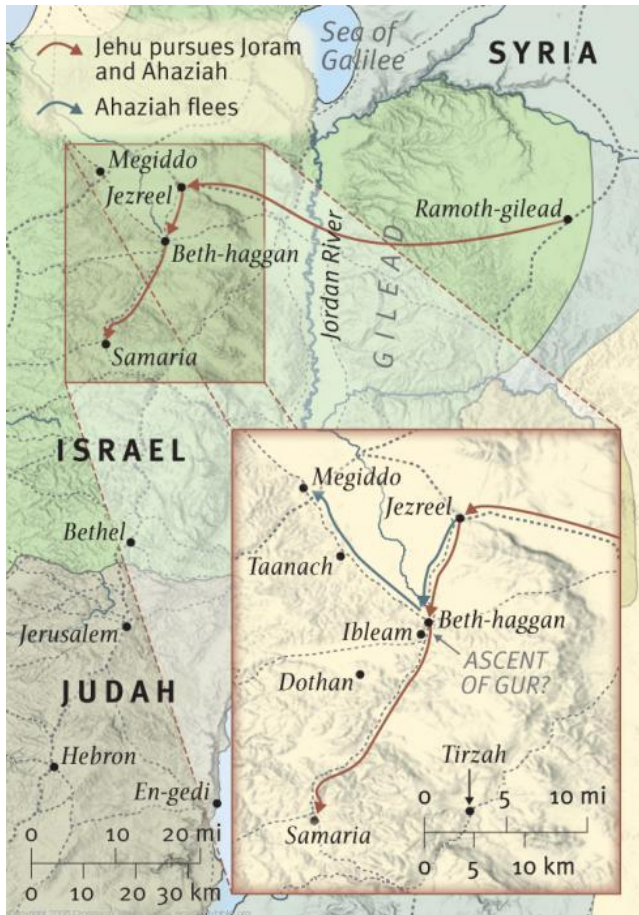 Jehu pursues Joram
and Ahaziah
Ahaziah flees
Sea of
Galilee
SYRIA
Megiddo
Jezreel
Ramoth-gilead
Beth-haggan
Jordan River
GILEAD
Samaria
ISRAEL
Bethel
Jerusalem
JUDAH
Hebron
En-gedi
0 10 20 mi
0 10 20 30 km
Megiddo
Jezreel
Taanach
Beth-haggan
Ibleam
ASCENT
OF GUR?
Dothan
Tirzah
Samaria
0 5 10 mi
0 5 10 km